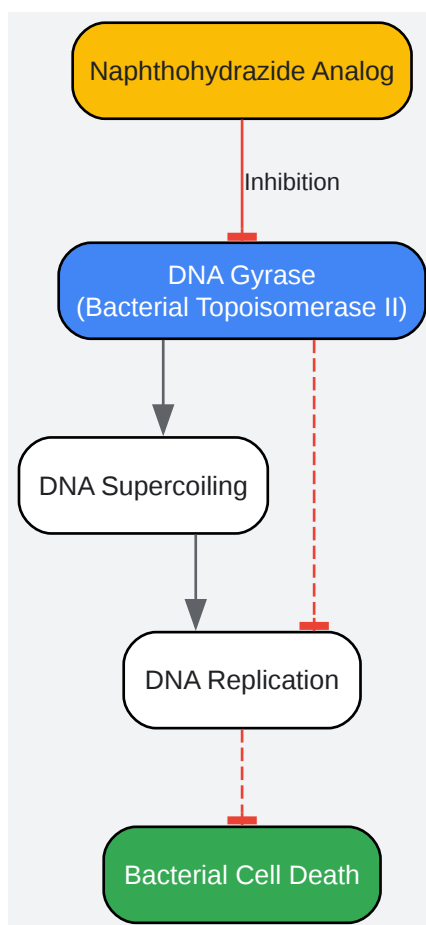 Naphthohydrazide Analog
Inhibition
DNA Gyrase
(Bacterial Topoisomerase II)
DNA Supercoiling
DNA Replication
Bacterial Cell Death